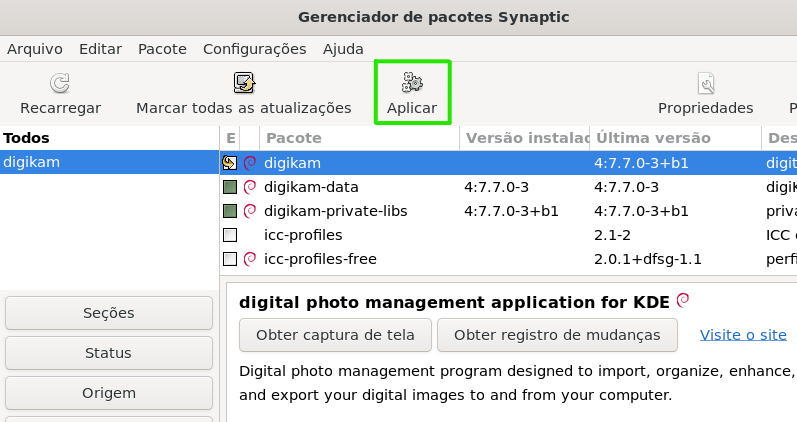 Gerenciador de pacotes Synaptic
Arquivo Editar Pacote Configurações Ajuda
Recarregar Marcar todas as atualizações Aplicar Propriedades P
Todos
digikam
E Pacote Versão instalac Última versão Des
digikam 4:7.7.0-3+b1 digit
digikam-data 4:7.7.0-3 4:7.7.0-3 digiK
digikam-private-libs 4:7.7.0-3+b1 4:7.7.0-3+b1 priva
icc-profiles 2.1-2 ICC c
icc-profiles-free 2.0.1+dfsg-1.1 perfi
Seções
Status
Origem
digital photo management application for KDE
Obter captura de tela Obter registro de mudanças Visite o site
Digital photo management program designed to import, organize, enhance,
and export your digital images to and from your computer.